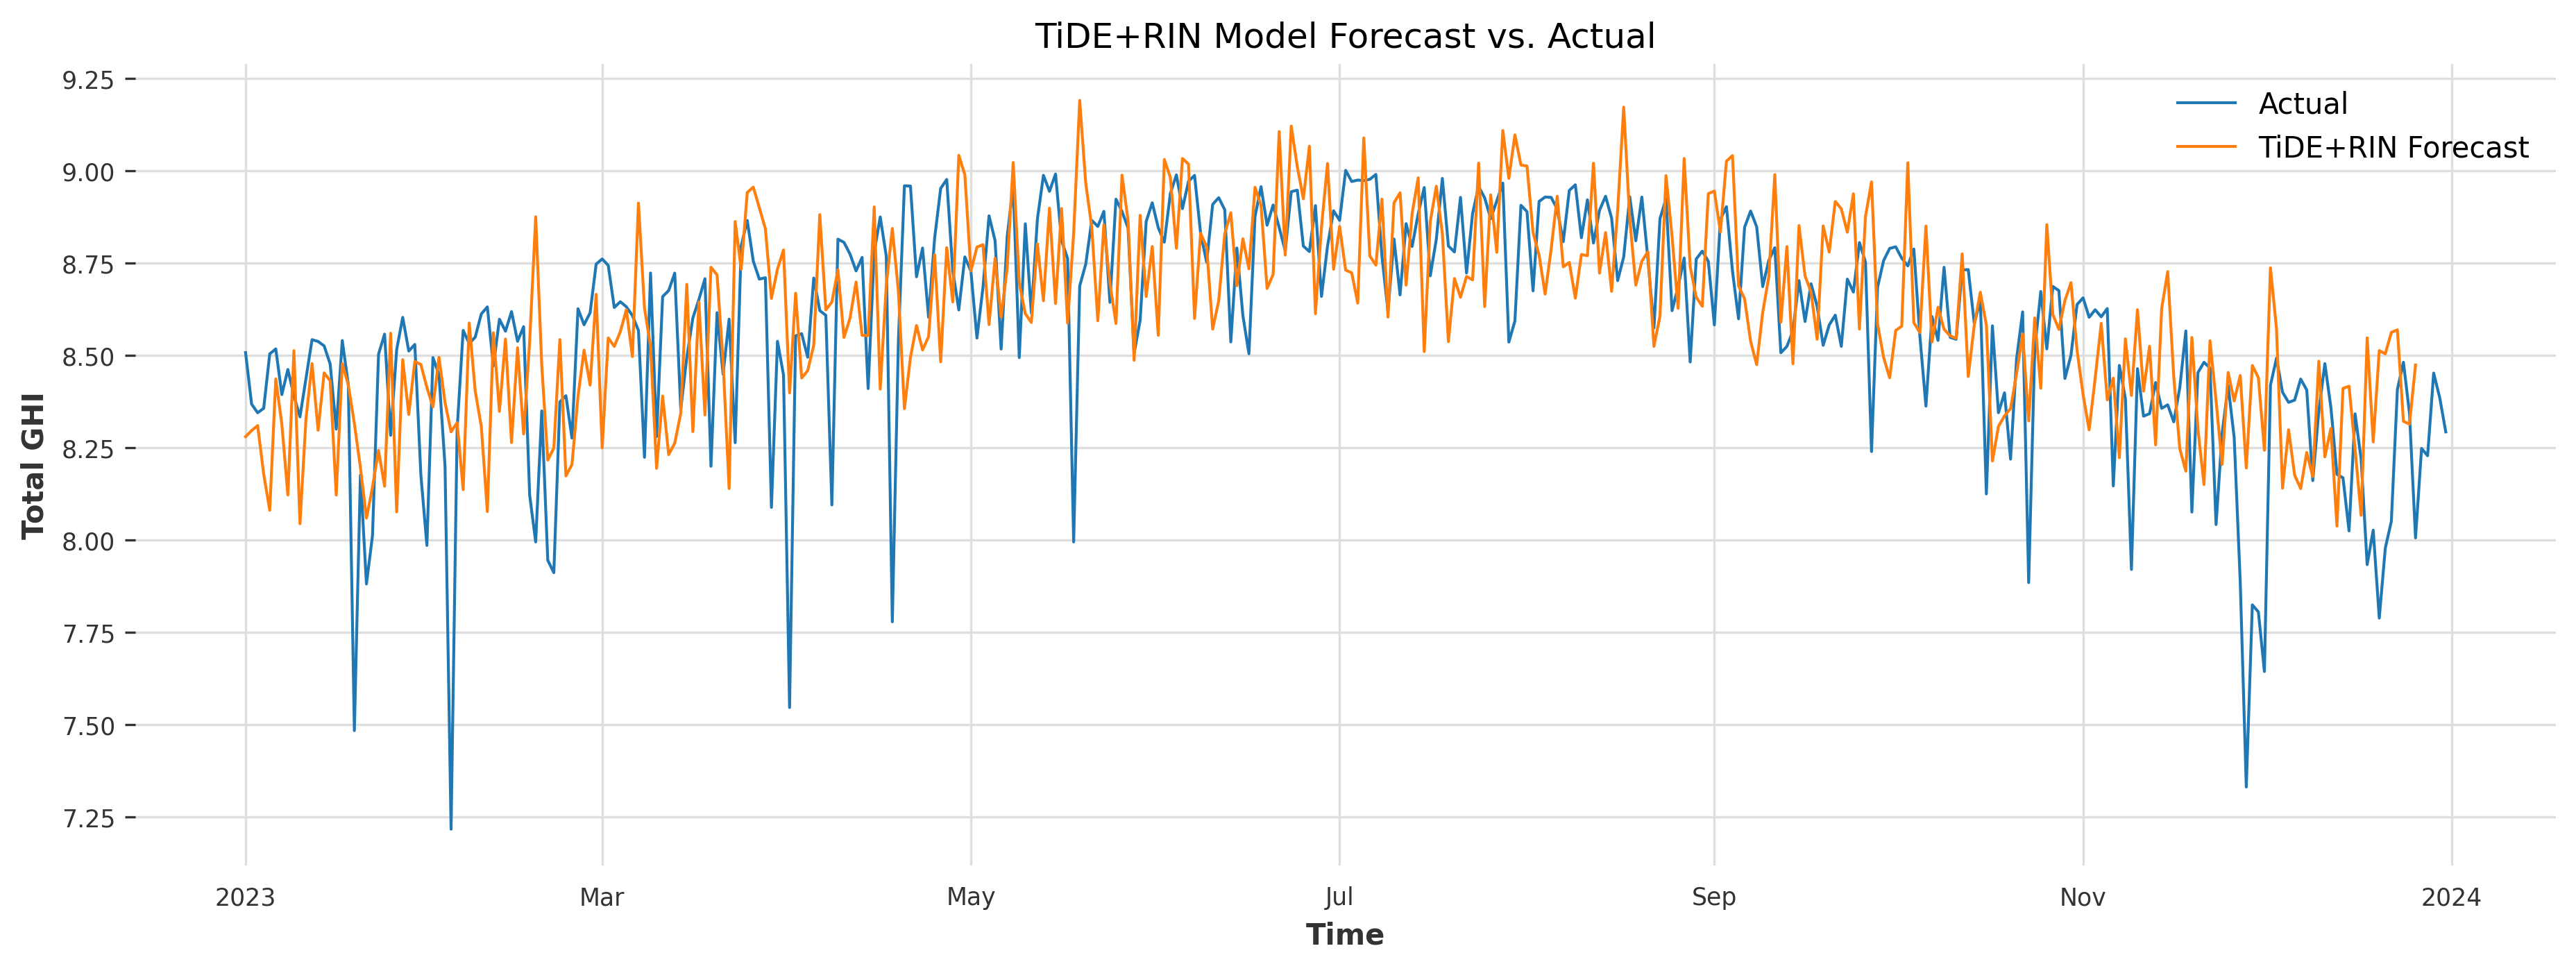 TiDE+RIN Model Forecast vs. Actual
Actual
TiDE+RIN Forecast
Total GHI
9.25
9.00
8.75
8.50
8.25
8.00
7.75
7.50
7.25
2023 Mar May Jul Sep Nov 2024
Time